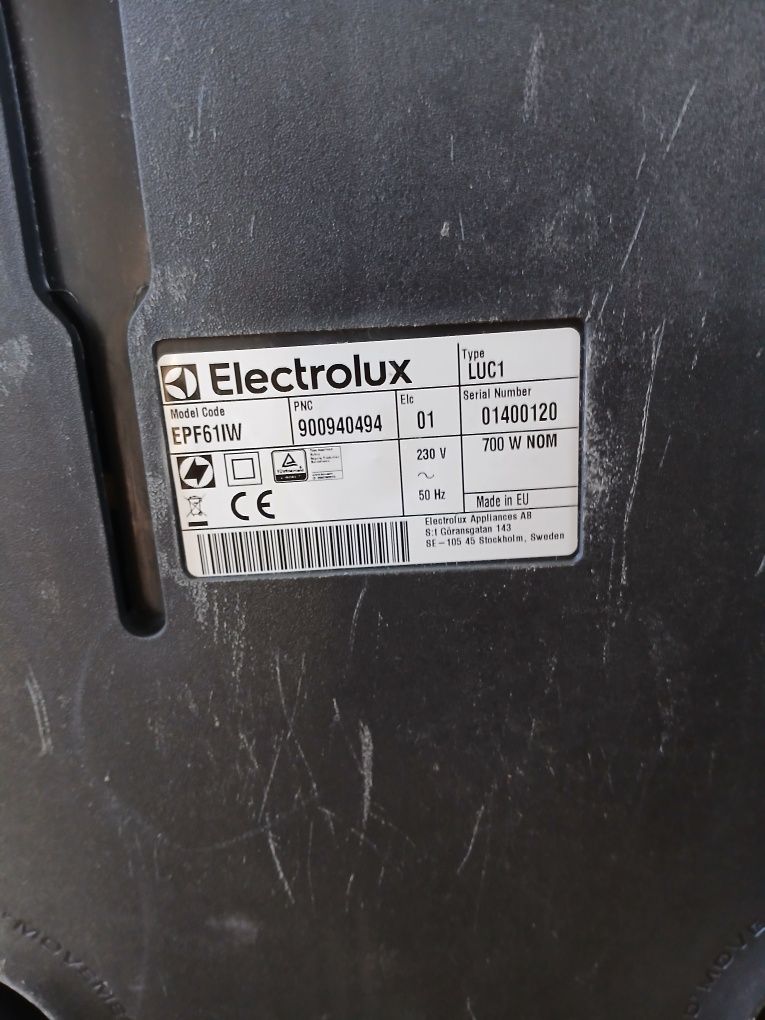 Electrolux
Type
LUC1
Model Code
EPF61IW
PNC
900940494
Elc
01
Serial Number
01400120
230 V
50 Hz
700 W NOM
CE
Made in EU
Electrolux Appliances AB
S:t Göransgatan 143
SE-105 45 Stockholm, Sweden